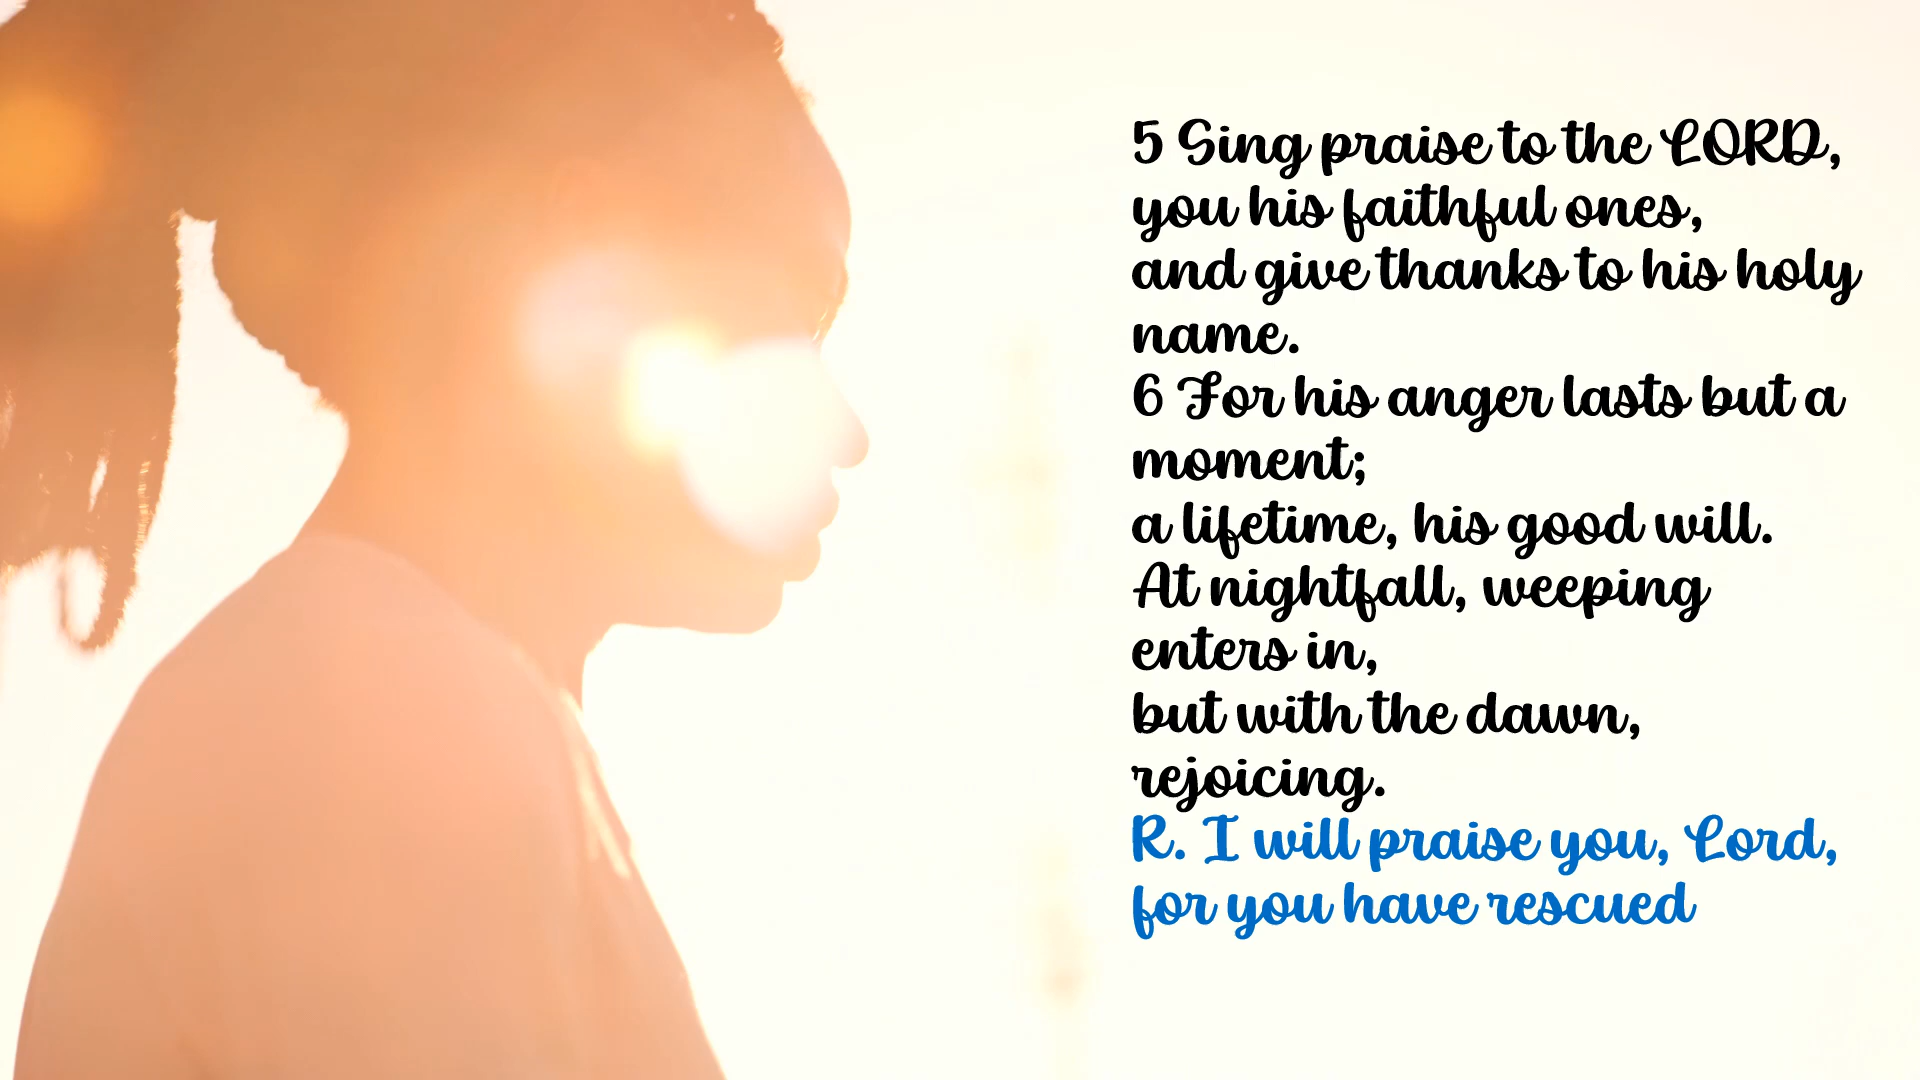 5 Sing praise to the LORD,
you his faithful ones,
and give thanks to his holy
name.
6 For his anger lasts but a
moment;
a lifetime, his good will.
At nightfall, weeping
enters in,
but with the dawn,
rejoicing.
R. I will praise you, Lord,
for you have rescued